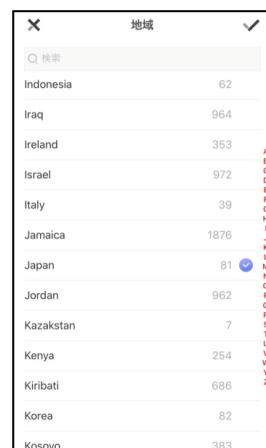 地域
検索
Indonesia 62
Iraq 964
Ireland 353
Israel 972
Italy 39
Jamaica 1876
Japan 81
Jordan 962
Kazakstan 7
Kenya 254
Kiribati 686
Korea 82
Kosovo 383